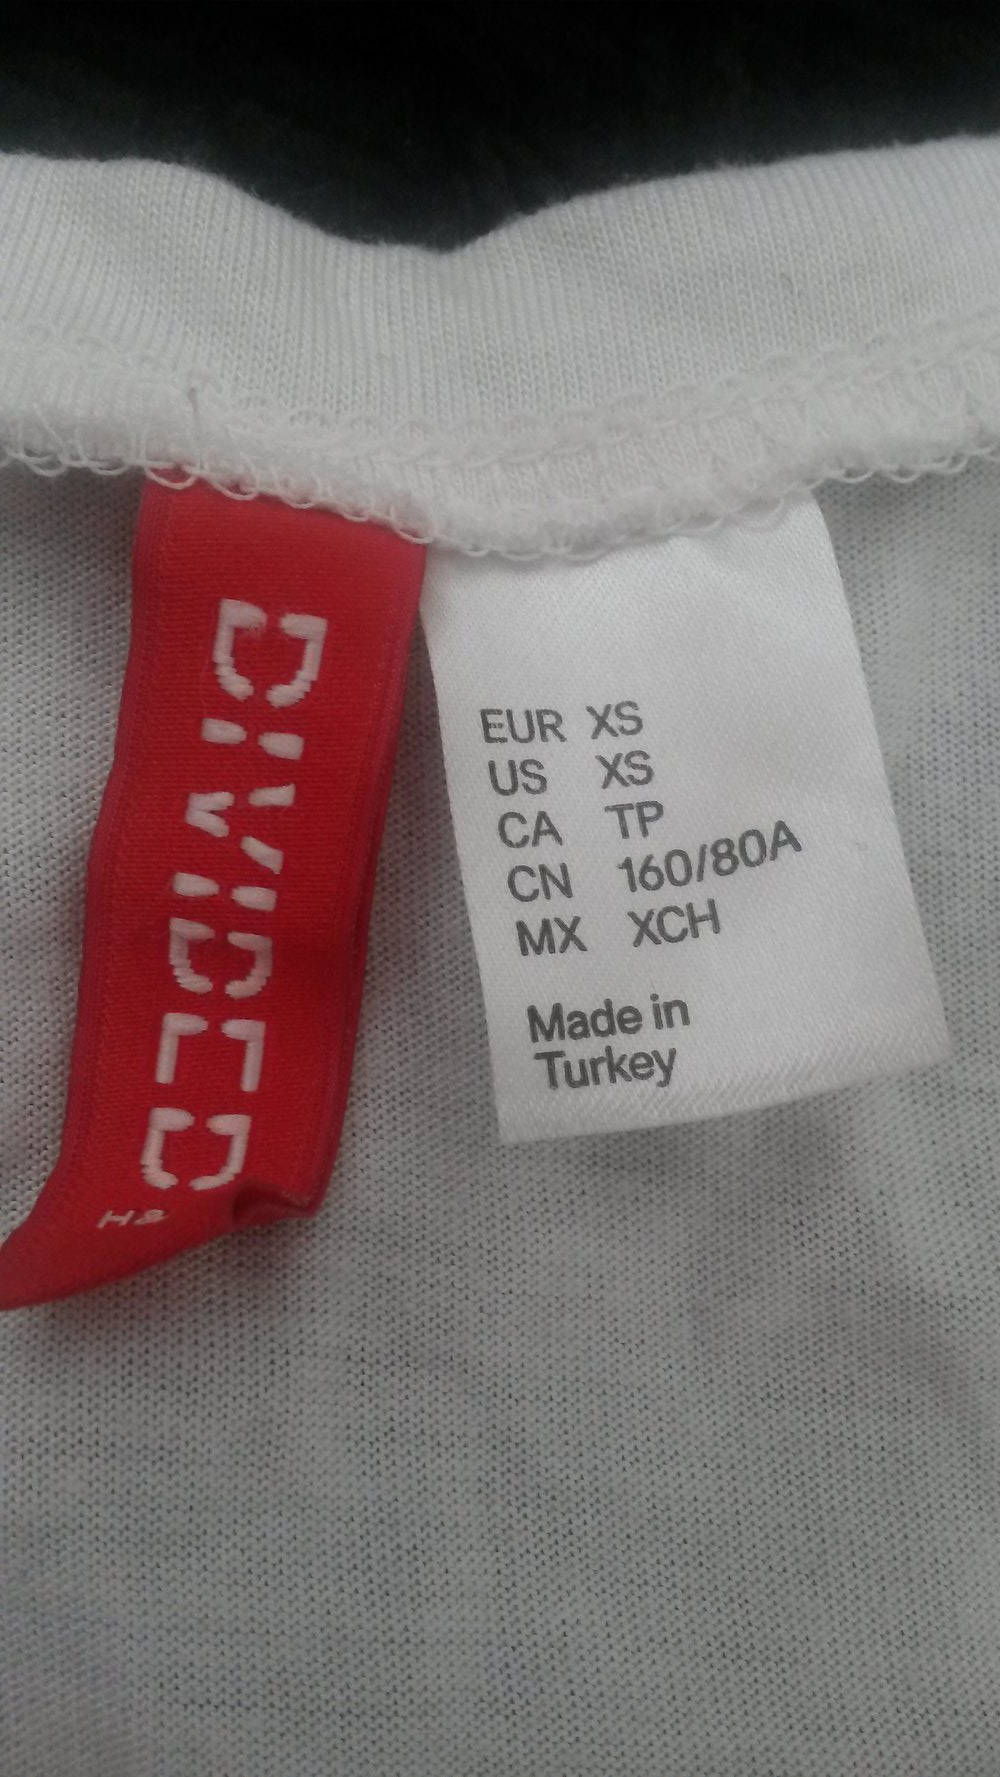 DIVIDED
H&
EUR XS
US XS
CA TP
CN 160/80A
MX XCH
Made in
Turkey